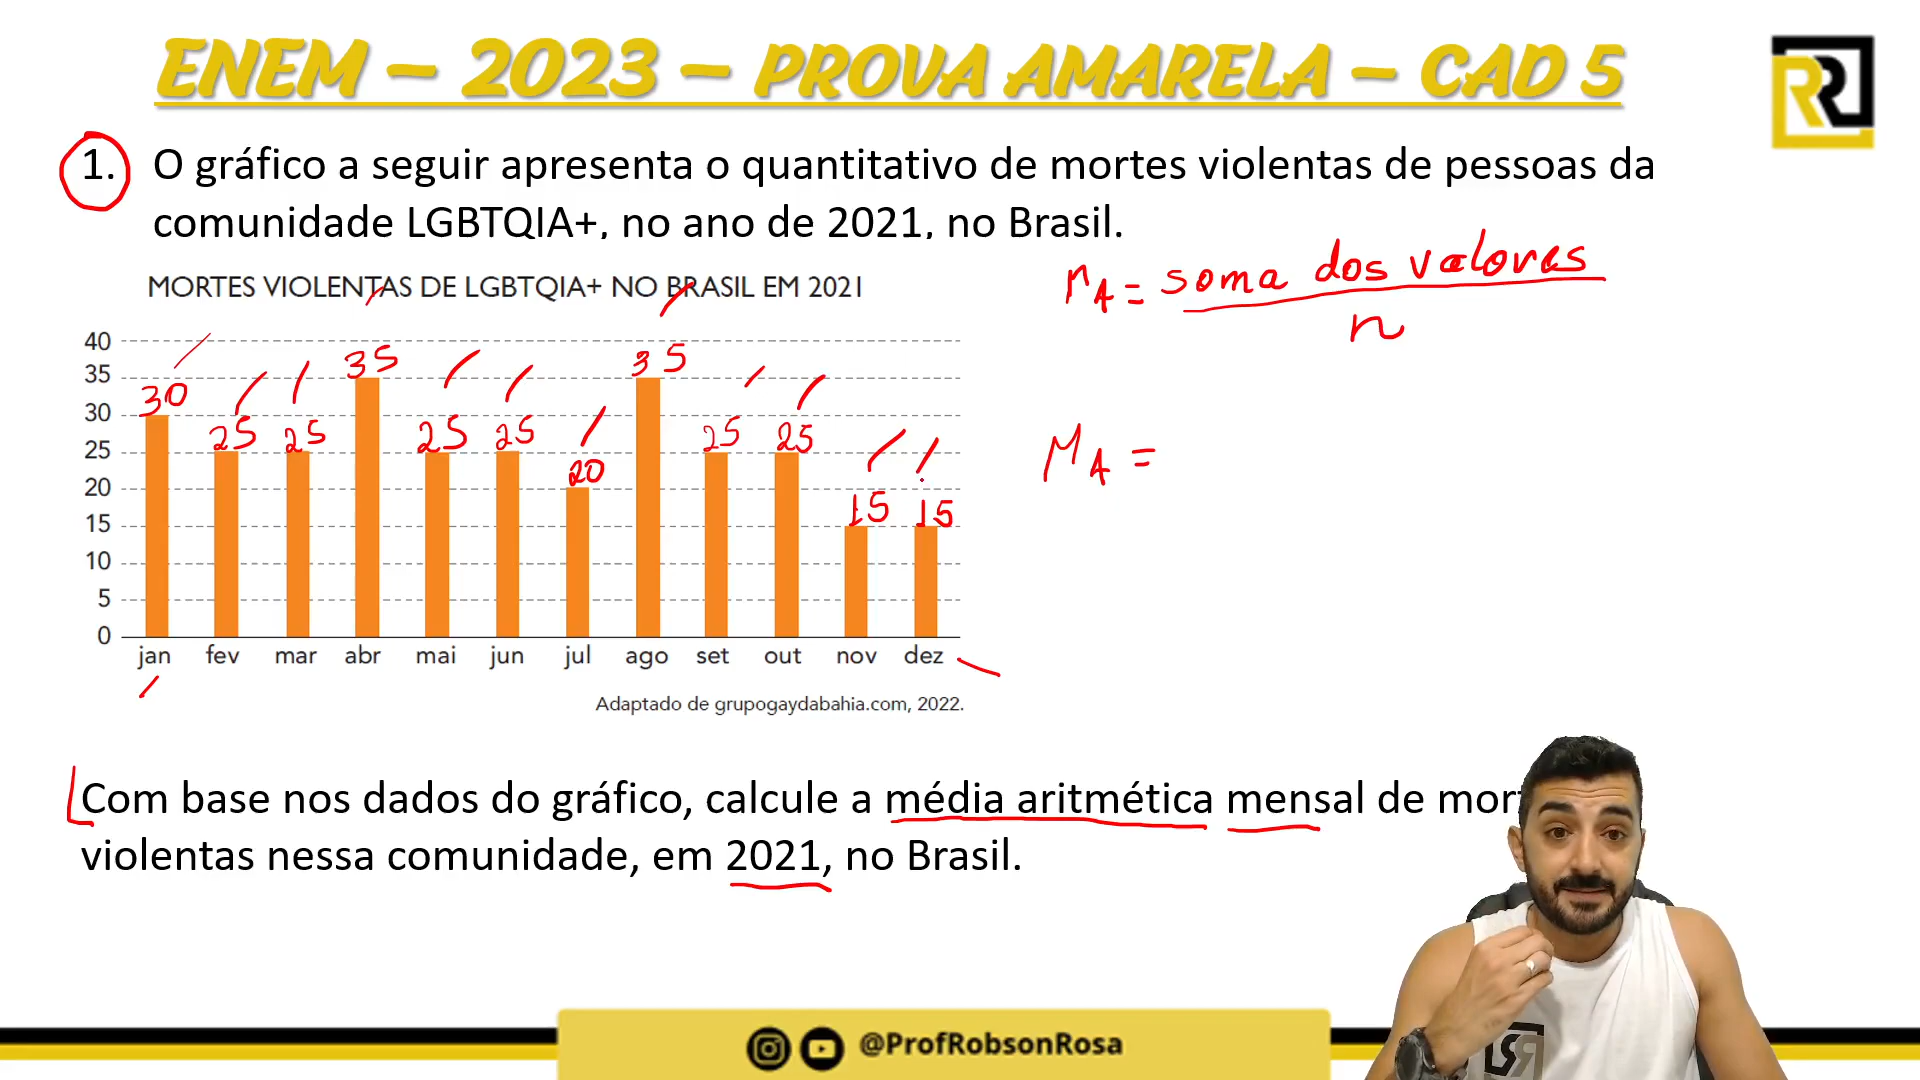 ENEM – 2023 – PROVA AMARELA – CAD 5
1. O gráfico a seguir apresenta o quantitativo de mortes violentas de pessoas da
comunidade LGBTQIA+, no ano de 2021, no Brasil.
MORTES VIOLENTAS DE LGBTQIA+ NO BRASIL EM 2021
MA = soma dos valores
n
40
35
30
25
20
15
10
5
0
30 25 25 35 25 25 20 35 25 25 15 15
MA =
jan fev mar abr mai jun jul ago set out nov dez
Adaptado de grupogaydabahia.com, 2022.
Com base nos dados do gráfico, calcule a média aritmética mensal de
violentas nessa comunidade, em 2021, no Brasil.
@ProfRobsonRosa